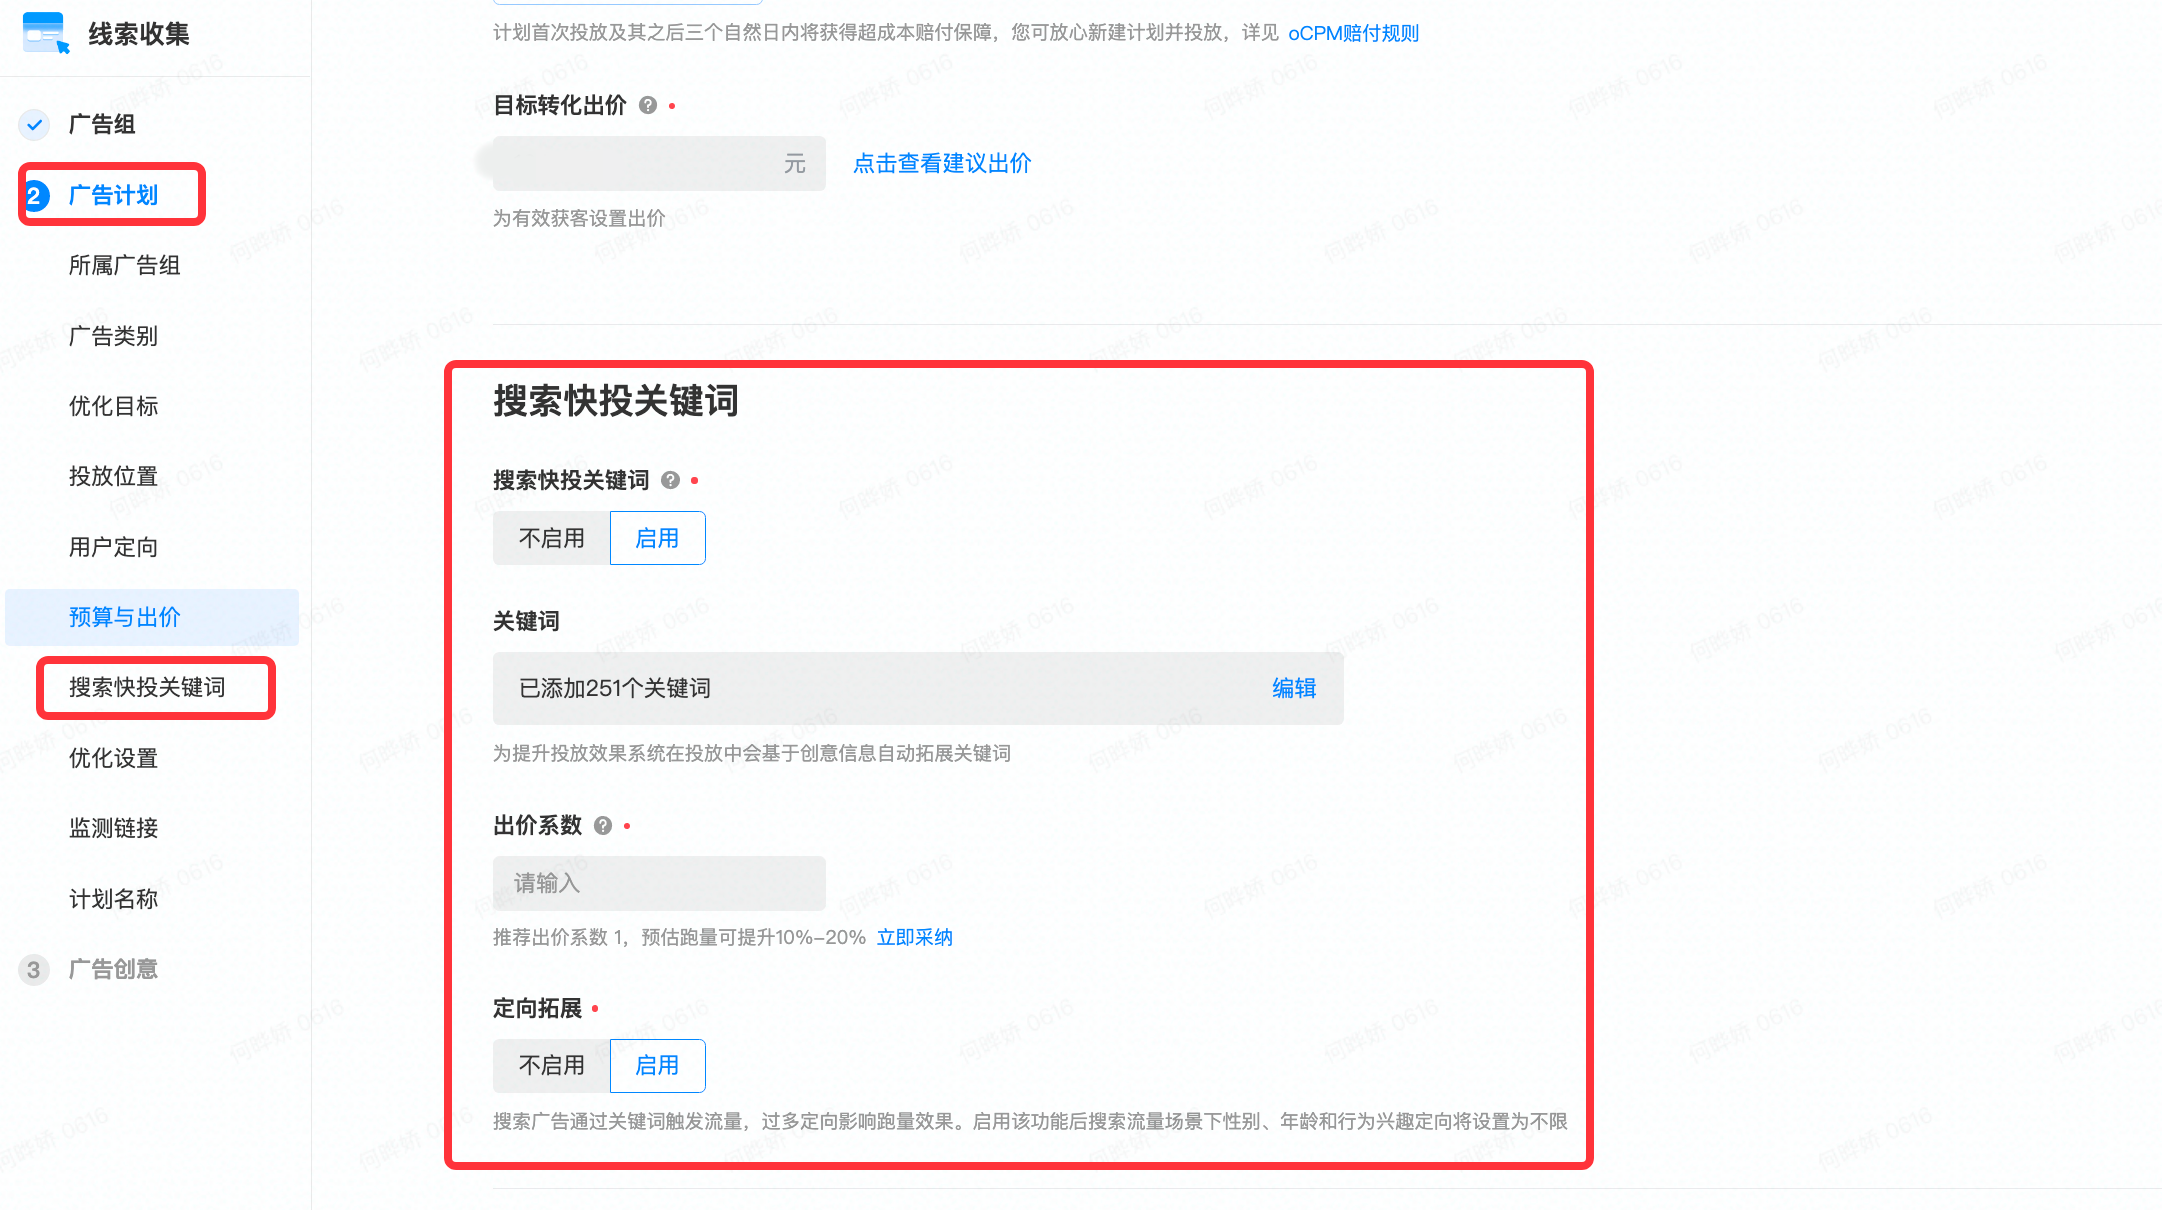 线索收集
广告组
2 广告计划
所属广告组
广告类别
优化目标
投放位置
用户定向
预算与出价
搜索快投关键词
优化设置
监测链接
计划名称
3 广告创意
计划首次投放及其之后三个自然日内将获得超成本赔付保障，您可放心新建计划并投放，详见 oCPM赔付规则
目标转化出价 ?
元 点击查看建议出价
为有效获客设置出价
搜索快投关键词
搜索快投关键词 ?
不启用 启用
关键词
已添加251个关键词 编辑
为提升投放效果系统在投放中会基于创意信息自动拓展关键词
出价系数 ?
请输入
推荐出价系数 1，预估跑量可提升10%-20% 立即采纳
定向拓展
不启用 启用
搜索广告通过关键词触发流量，过多定向影响跑量效果。启用该功能后搜索流量场景下性别、年龄和行为兴趣定向将设置为不限
何晔娇 0616